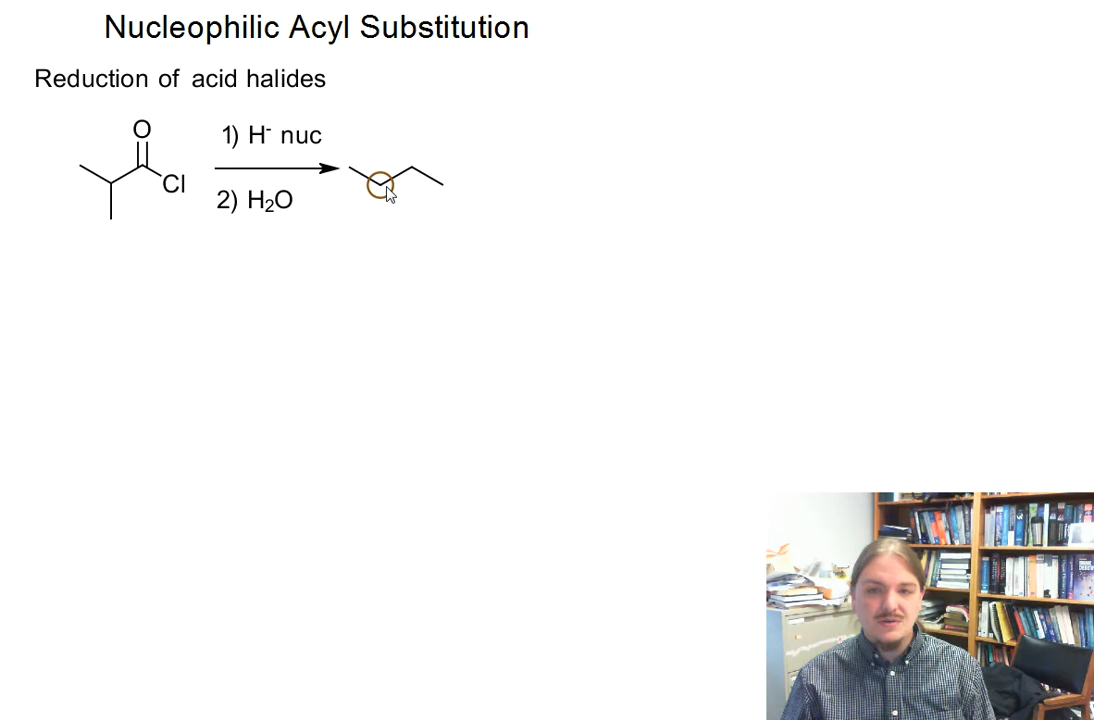 Nucleophilic Acyl Substitution
Reduction of acid halides
O
Cl
1) H⁻ nuc
2) H₂O